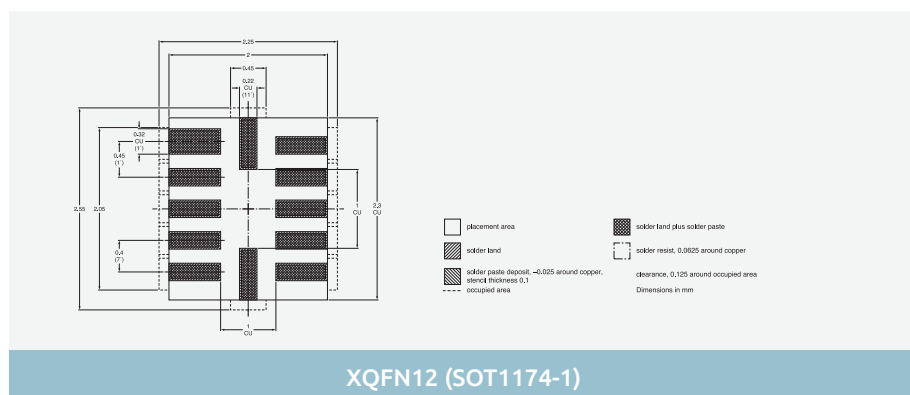 2.25
2
0.45
0.22
CU
(11´)
0.32
CU
(1´)
0.45
(1´)
2.55
2.05
1
CU
2.3
CU
0.4
(7´)
1
CU
placement area
solder land plus solder paste
solder land
solder resist, 0.0625 around copper
solder paste deposit, –0.025 around copper,
stencil thickness 0.1
clearance, 0.125 around occupied area
occupied area
Dimensions in mm
XQFN12 (SOT1174-1)